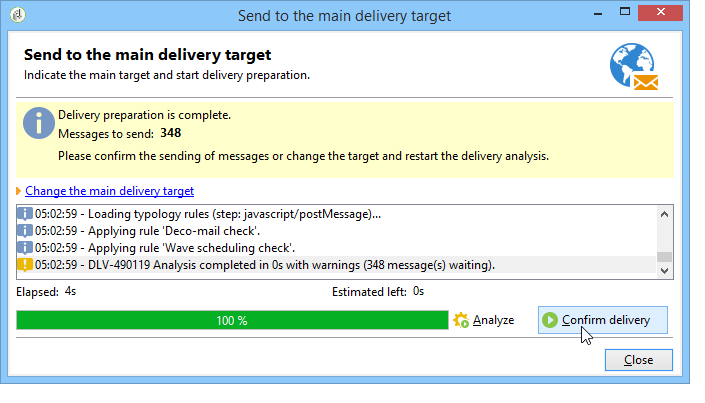 Send to the main delivery target
Send to the main delivery target
Indicate the main target and start delivery preparation.
Delivery preparation is complete.
Messages to send: 348
Please confirm the sending of messages or change the target and restart the delivery analysis.
Change the main delivery target
05:02:59 - Loading typology rules (step: javascript/postMessage)...
05:02:59 - Applying rule 'Deco-mail check'.
05:02:59 - Applying rule 'Wave scheduling check'.
05:02:59 - DLV-490119 Analysis completed in 0s with warnings (348 message(s) waiting).
Elapsed: 4s Estimated left: 0s
100 % Analyze Confirm delivery
Close